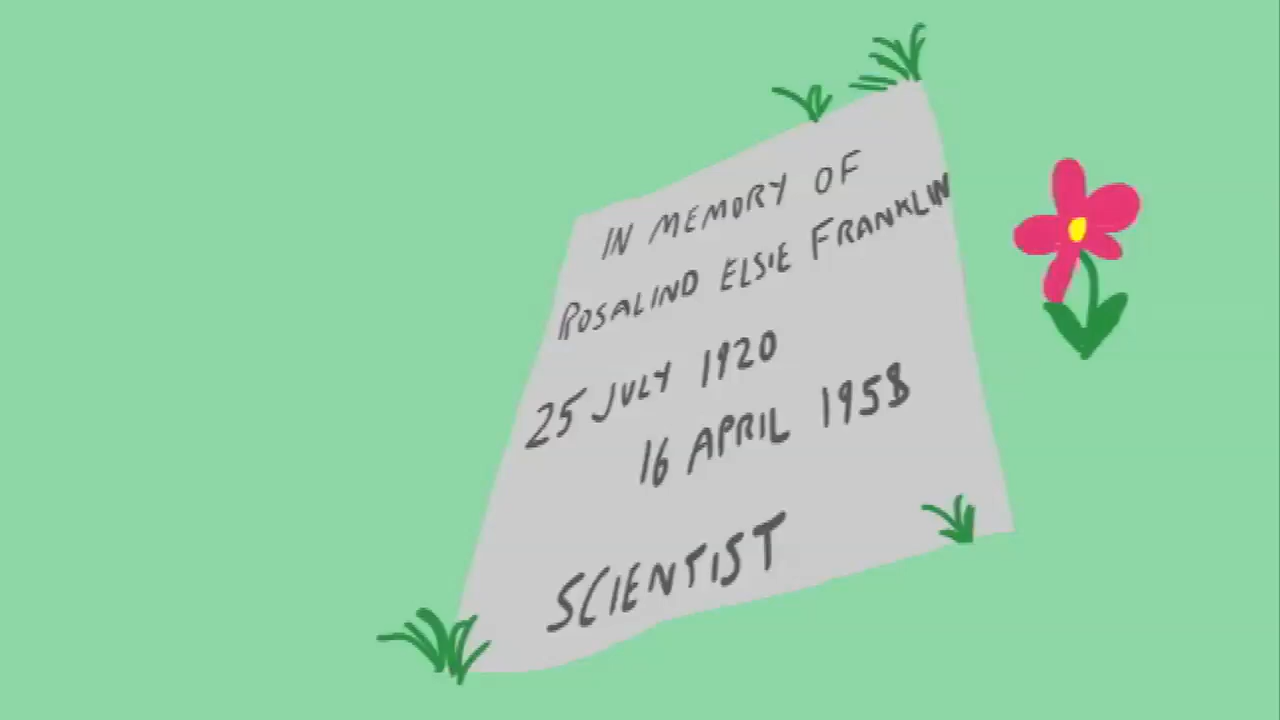 IN MEMORY OF
ROSALIND ELSIE FRANKLIN
25 JULY 1920
16 APRIL 1958
SCIENTIST